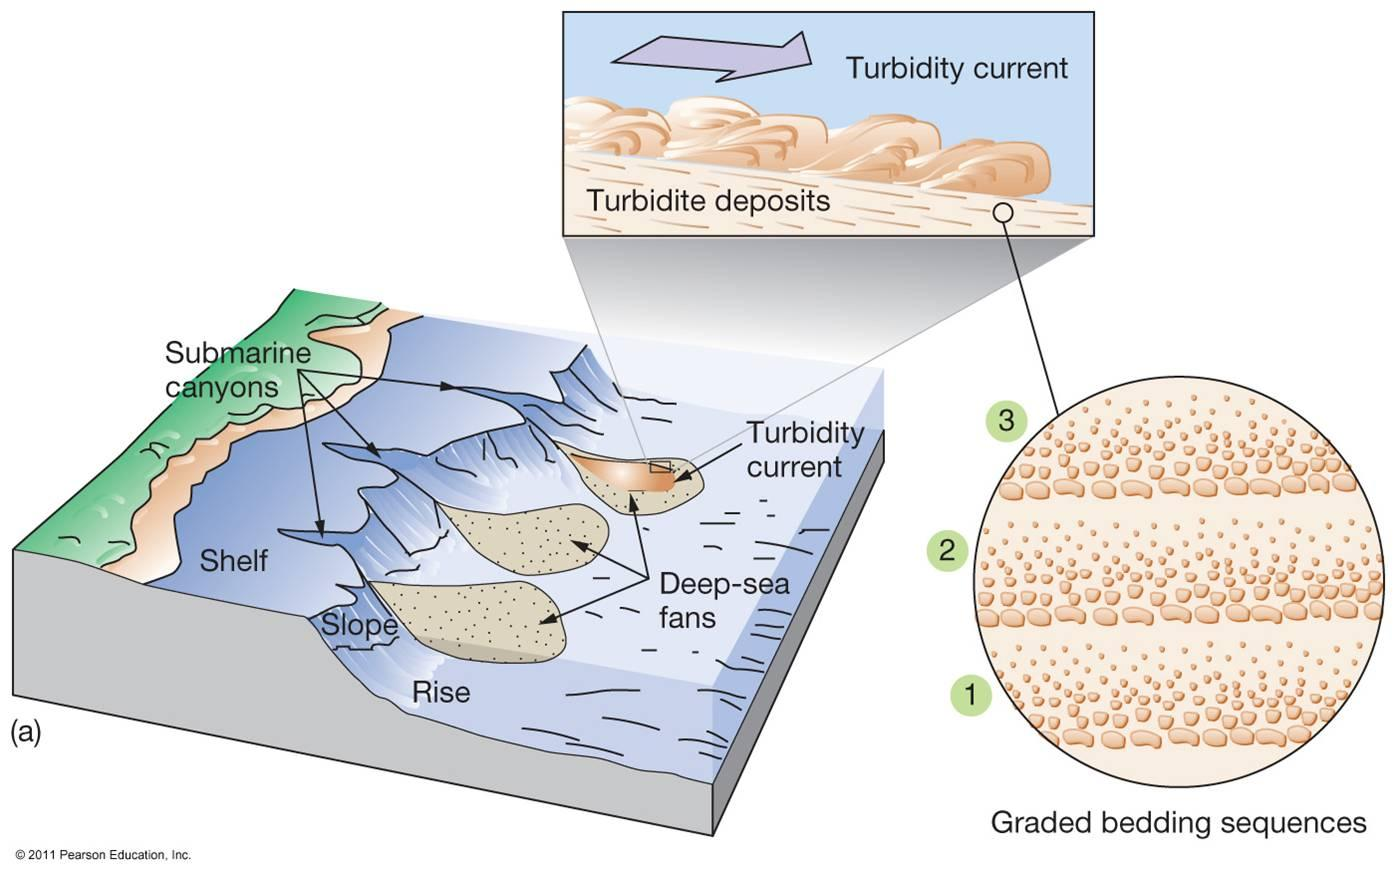 Turbidity current
Turbidite deposits
Submarine
canyons
Turbidity
current
Shelf
Deep-sea
fans
Slope
Rise
(a)
3
2
1
Graded bedding sequences
© 2011 Pearson Education, Inc.